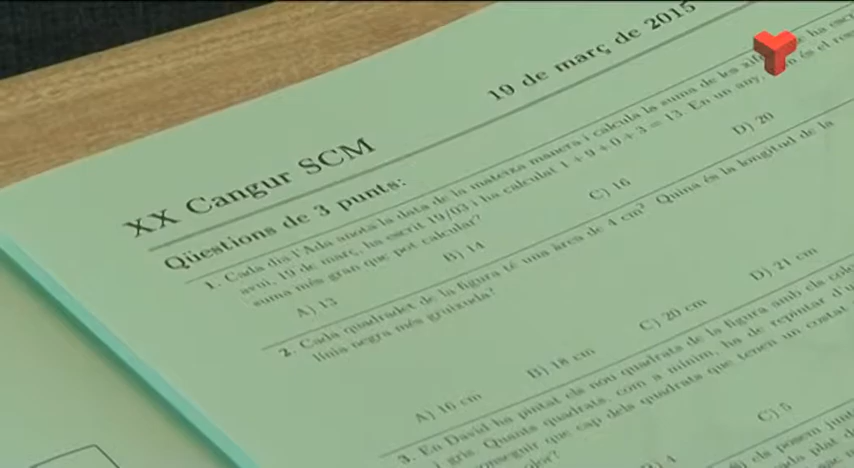 19 de març de 2015
XX Cangur SCM
Qüestions de 3 punts:
1. Cada dia l'Ada anota la data de la mateixa manera i calcula la suma de les xifres. ha
avui, 19 de març, ha escrit 19/03 i ha calculat 1 + 9 + 0 + 3 = 13. En un any, és el
suma més gran que pot calcular?
A) 13 B) 14 C) 16 D) 20
2. Cada quadradet de la figura té una àrea de 4 cm². Quina és la longitud de la
línia negra més gruixuda?
A) 16 cm B) 18 cm C) 20 cm D) 21 cm
3. En David ha pintat els nou quadrats de la figura amb els
i gris. Quants quadrats, com a mínim, ha de repintar
que cap dels quadrats que tenen un costat
4 C) 5